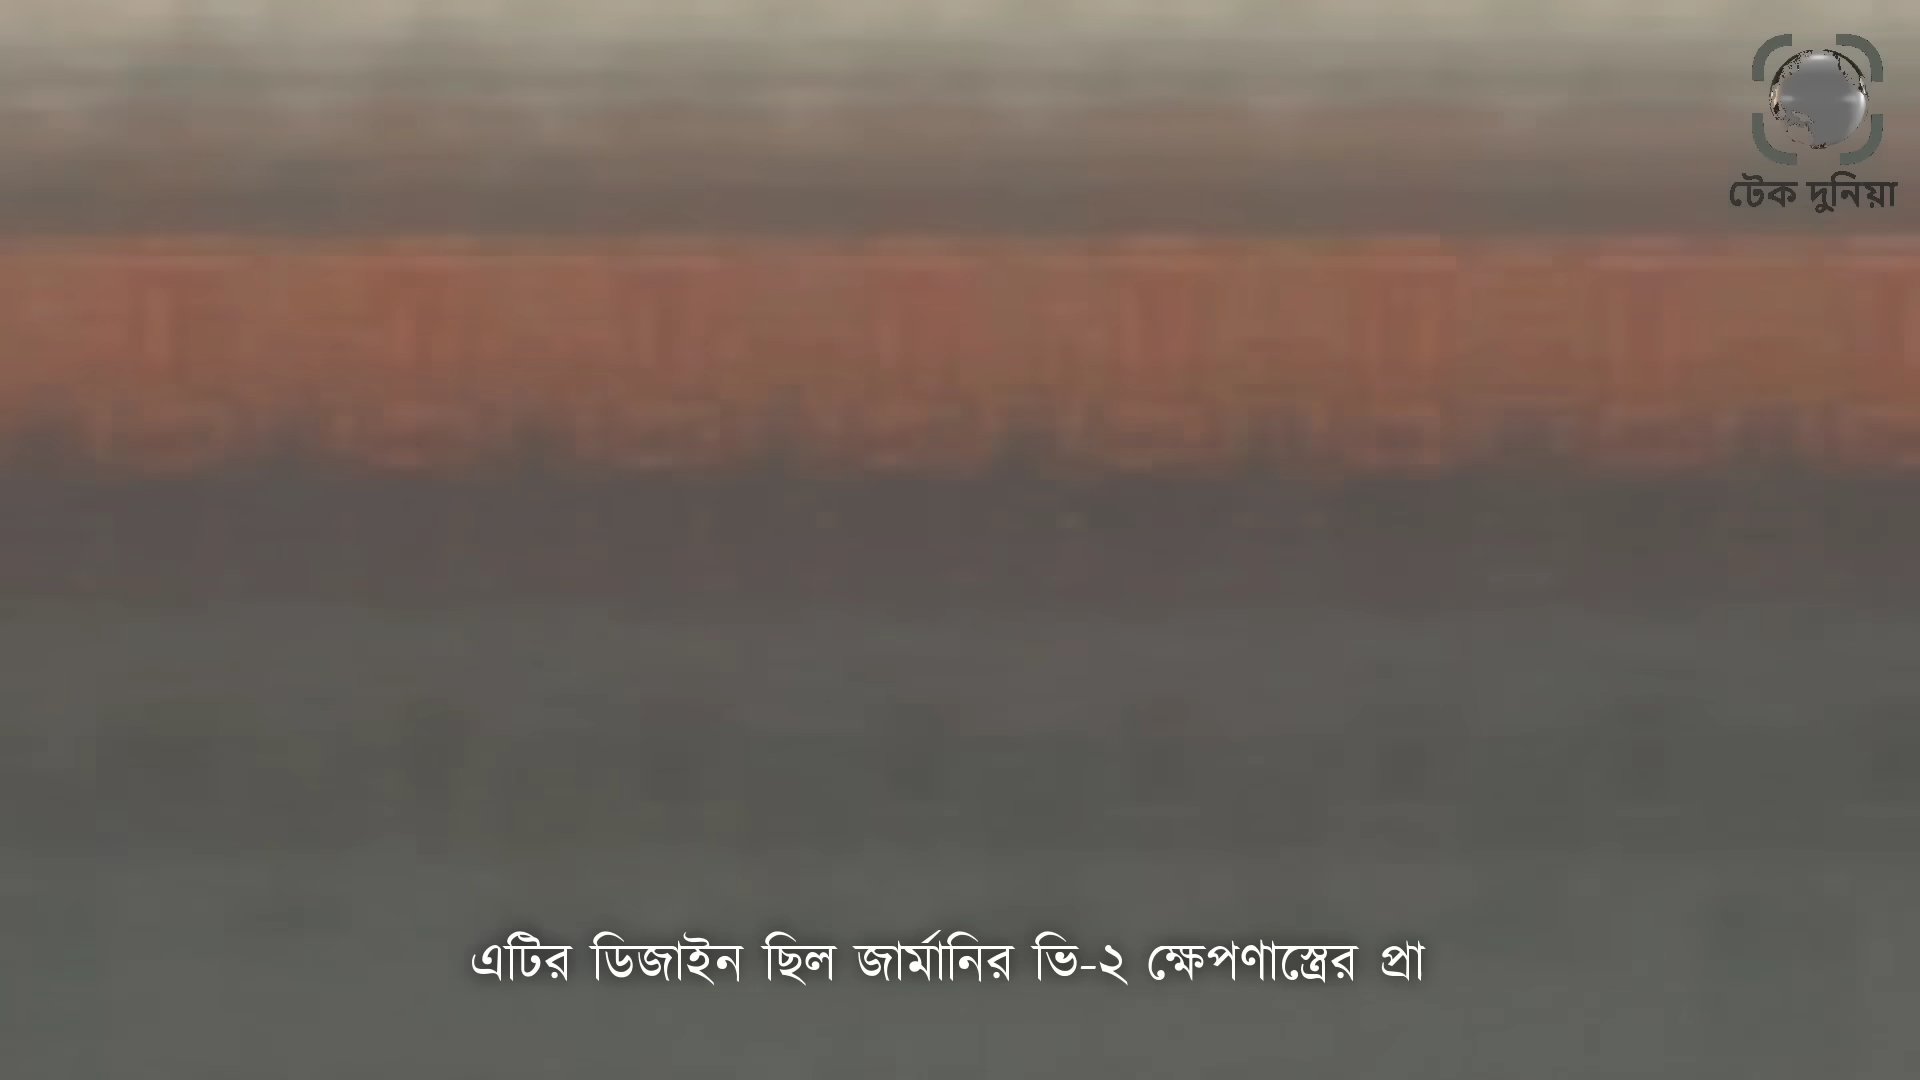 টেক দুনিয়া
এটির ডিজাইন ছিল জার্মানির ভি-২ ক্ষেপণাস্ত্রের প্রা